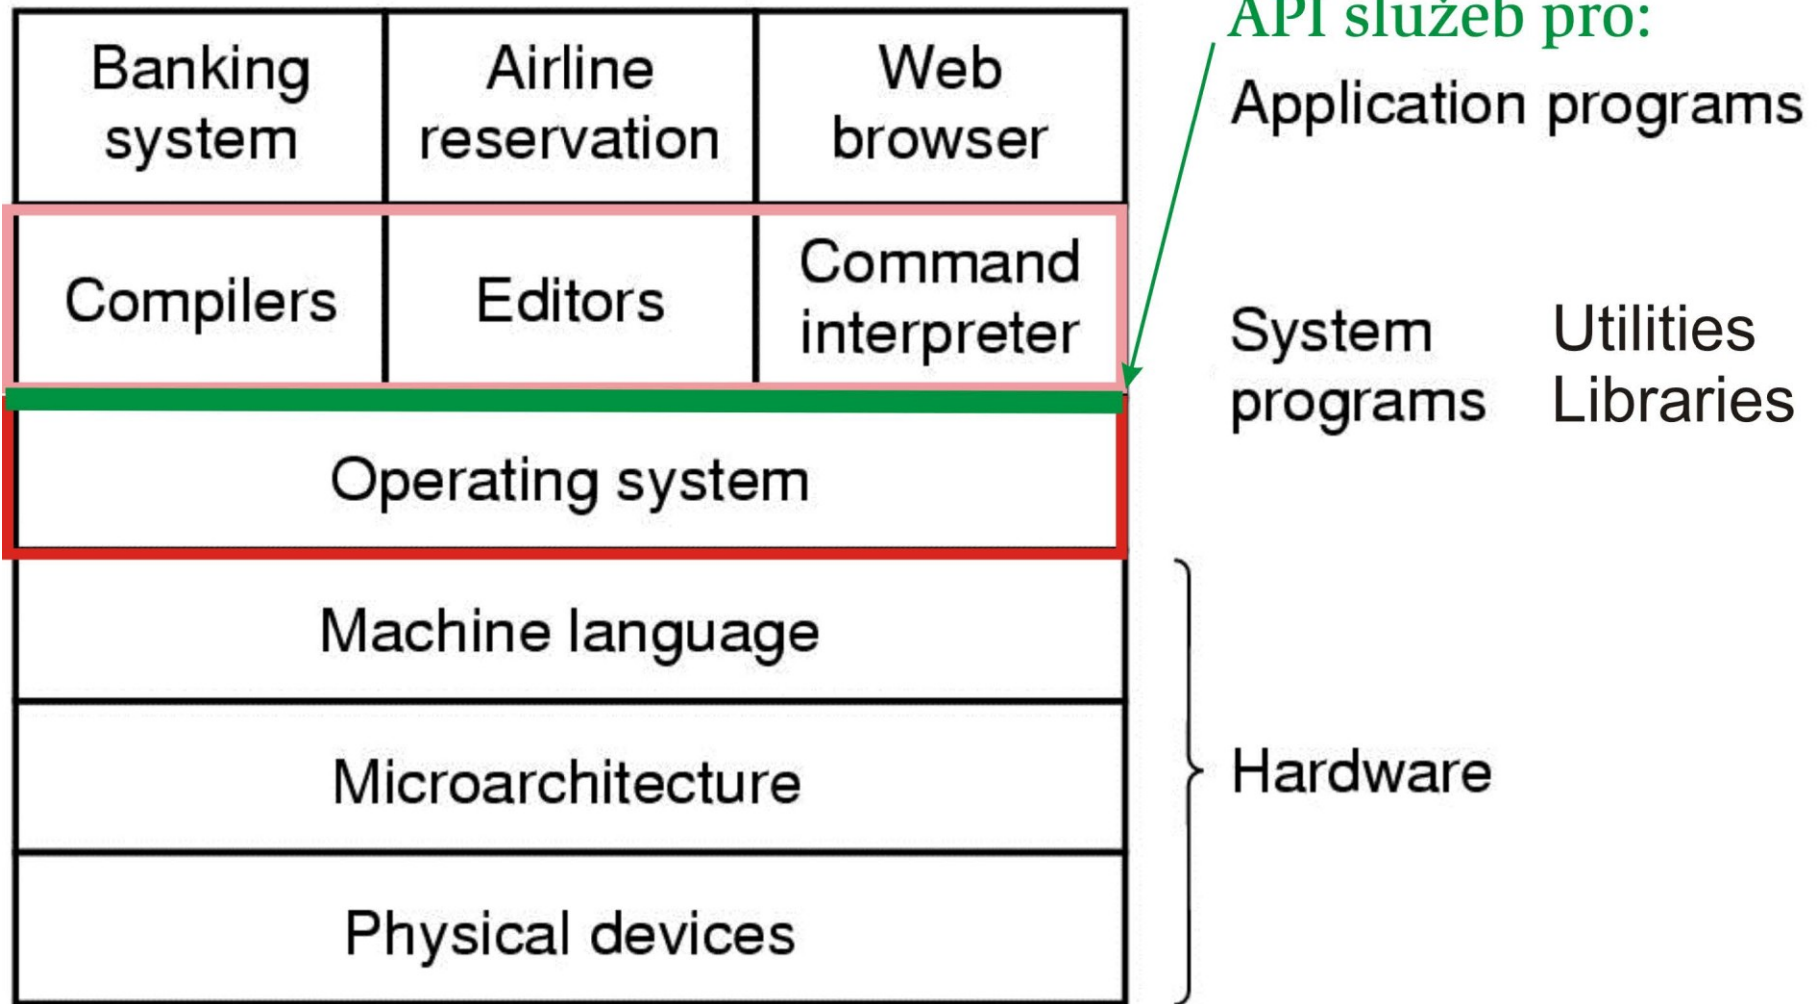 API služeb pro:
Banking
system
Airline
reservation
Web
browser
Application programs
Compilers
Editors
Command
interpreter
System
programs
Utilities
Libraries
Operating system
Machine language
Microarchitecture
Hardware
Physical devices